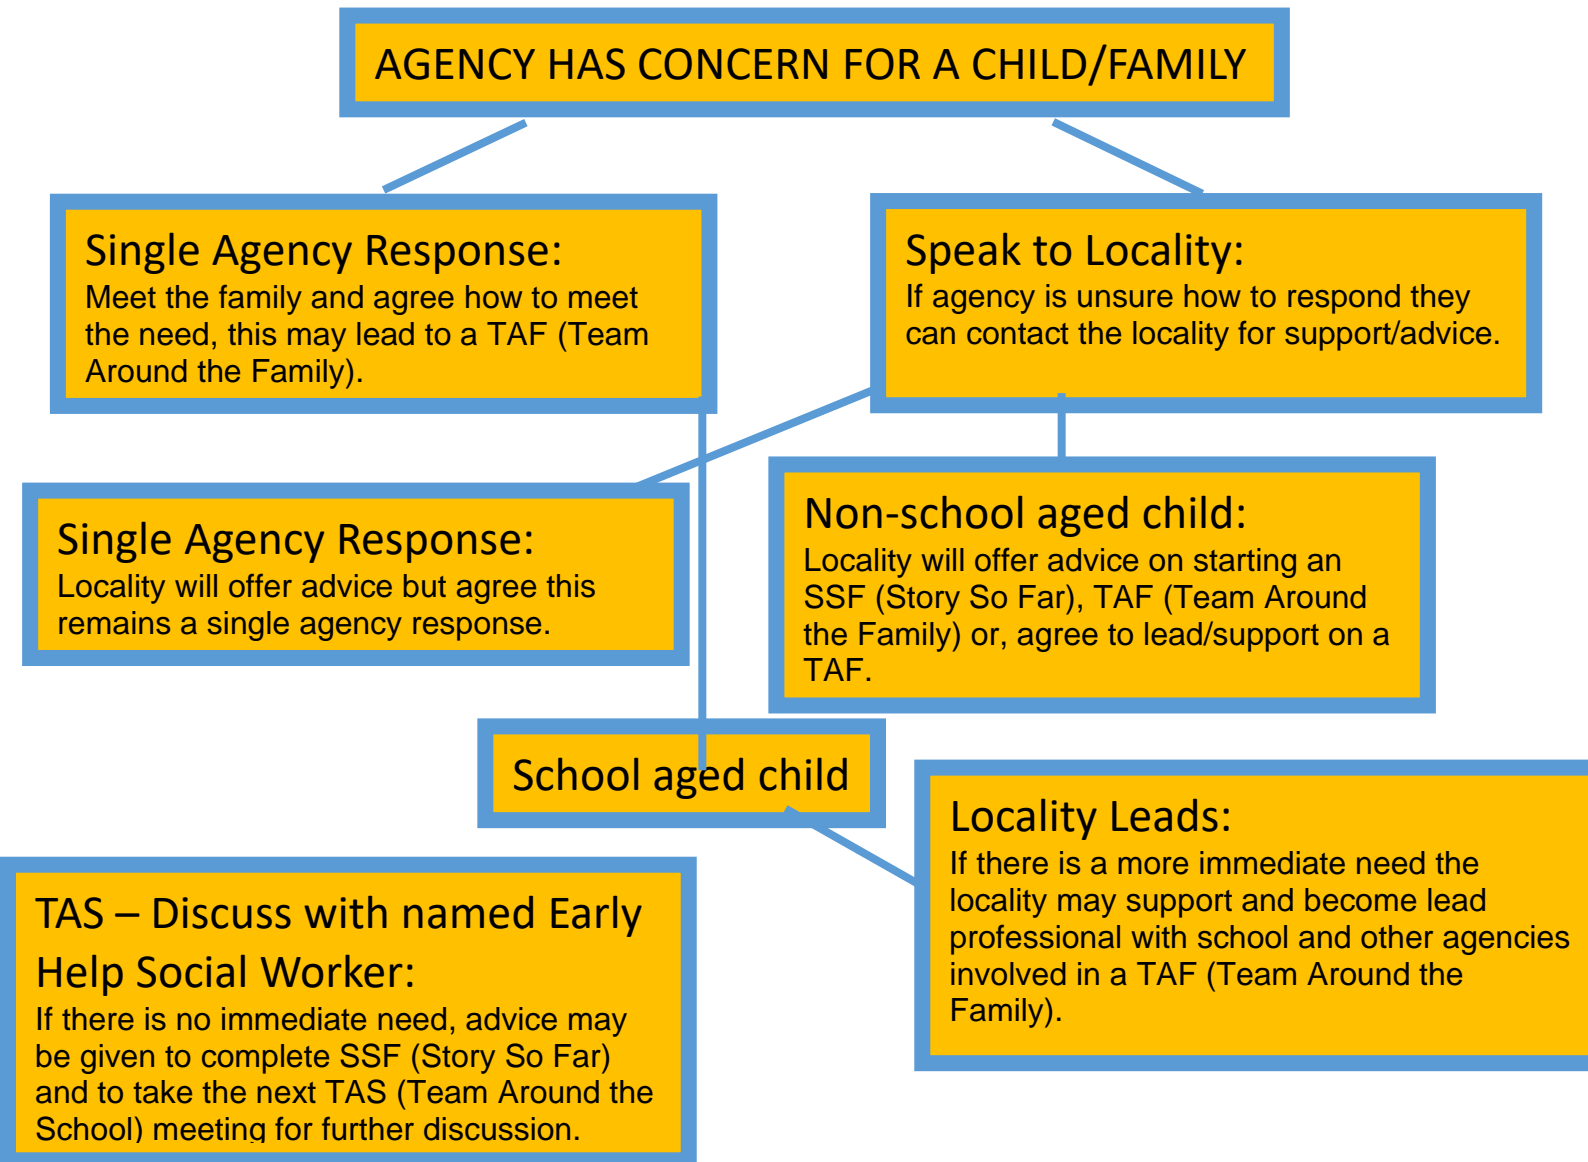 AGENCY HAS CONCERN FOR A CHILD/FAMILY
Single Agency Response:
Meet the family and agree how to meet
the need, this may lead to a TAF (Team
Around the Family).
Speak to Locality:
If agency is unsure how to respond they
can contact the locality for support/advice.
Single Agency Response:
Locality will offer advice but agree this
remains a single agency response.
Non-school aged child:
Locality will offer advice on starting an
SSF (Story So Far), TAF (Team Around
the Family) or, agree to lead/support on a
TAF.
School aged child
Locality Leads:
If there is a more immediate need the
locality may support and become lead
professional with school and other agencies
involved in a TAF (Team Around the
Family).
TAS – Discuss with named Early
Help Social Worker:
If there is no immediate need, advice may
be given to complete SSF (Story So Far)
and to take the next TAS (Team Around the
School) meeting for further discussion.